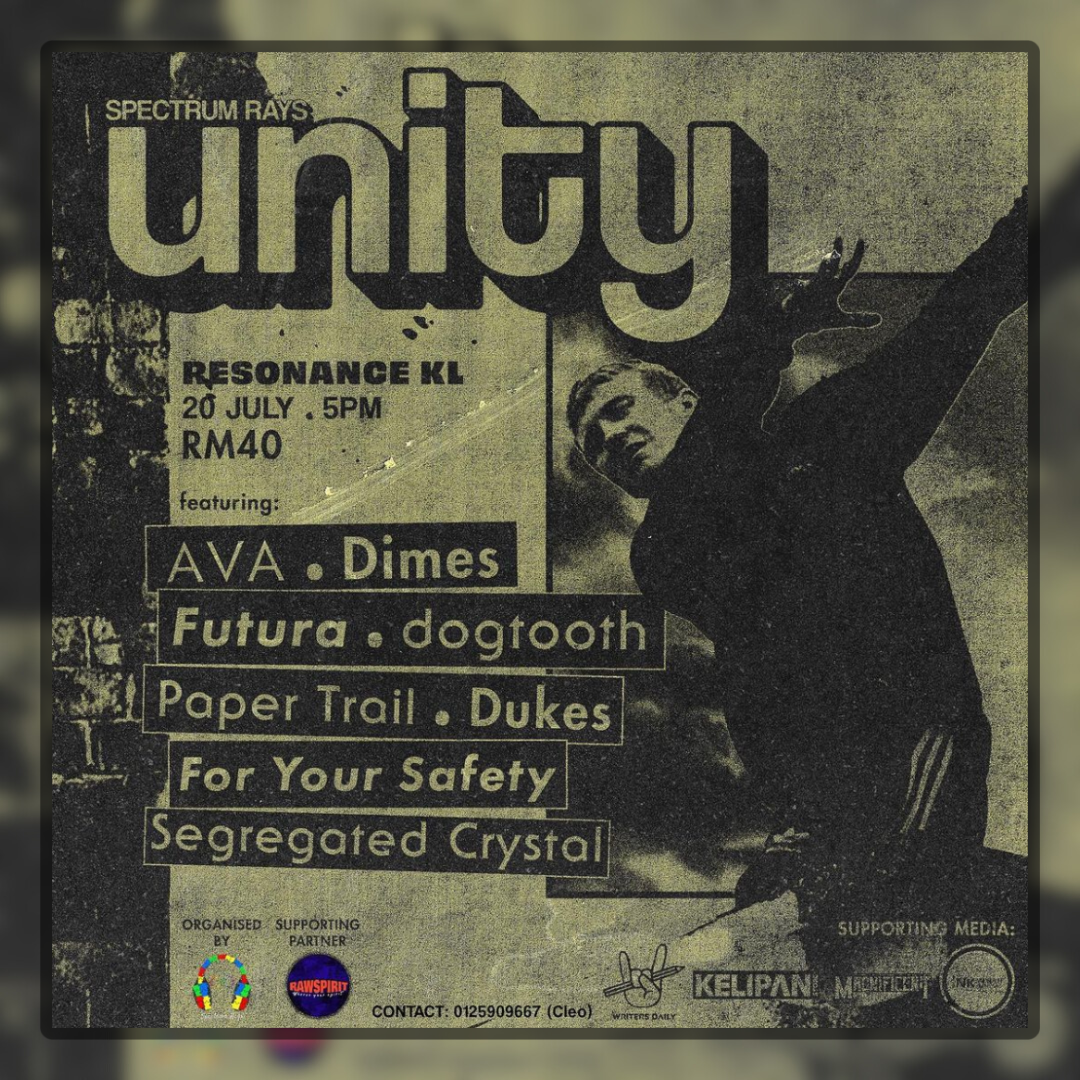 SPECTRUM RAYS
unity
RESONANCE KL
20 JULY . 5PM
RM40
featuring:
AVA . Dimes
Futura . dogtooth
Paper Trail . Dukes
For Your Safety
Segregated Crystal
ORGANISED BY
SUPPORTING PARTNER
RAWSPIRIT
CONTACT: 0125909667 (Cleo)
WRITERS DAILY
SUPPORTING MEDIA:
KELIPAN